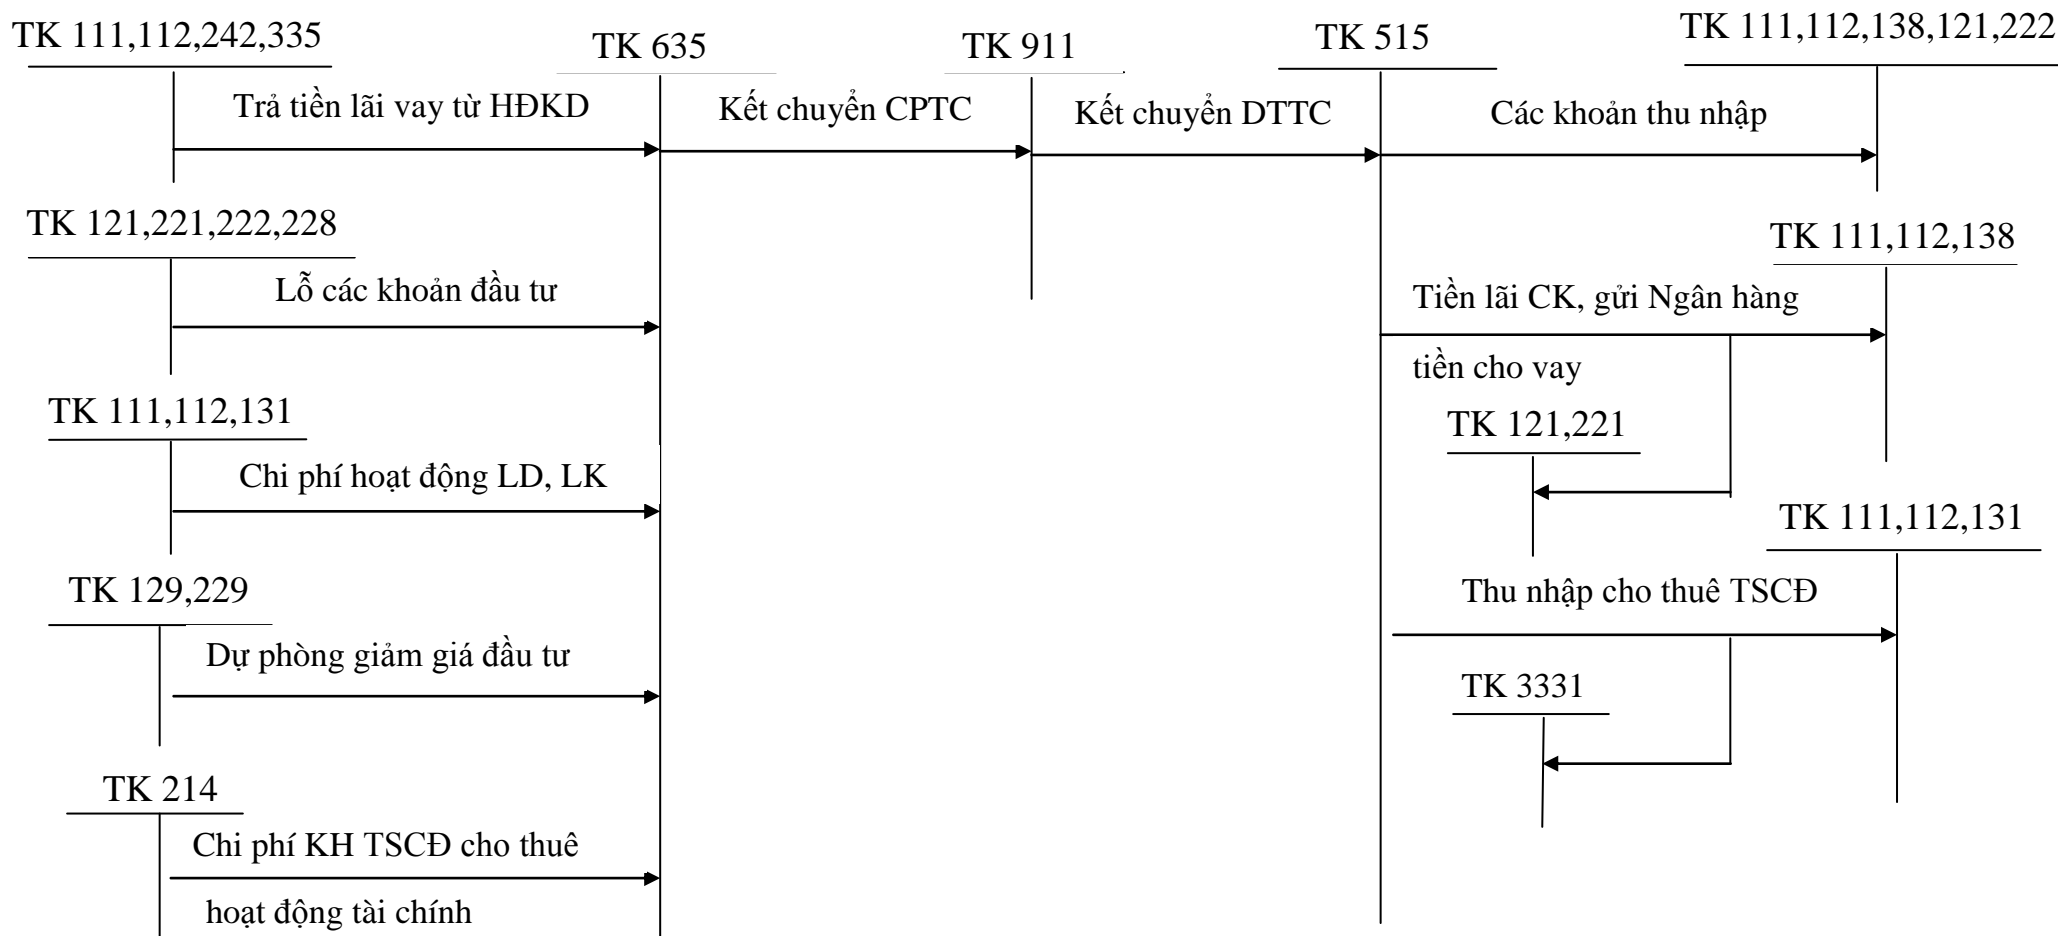 TK 111,112,242,335
TK 635
TK 911
TK 515
TK 111,112,138,121,222
Trả tiền lãi vay từ HĐKD
Kết chuyển CPTC
Kết chuyển DTTC
Các khoản thu nhập
TK 121,221,222,228
TK 111,112,138
Lỗ các khoản đầu tư
Tiền lãi CK, gửi Ngân hàng
tiền cho vay
TK 111,112,131
TK 121,221
Chi phí hoạt động LD, LK
TK 111,112,131
TK 129,229
Thu nhập cho thuê TSCĐ
Dự phòng giảm giá đầu tư
TK 3331
TK 214
Chi phí KH TSCĐ cho thuê
hoạt động tài chính